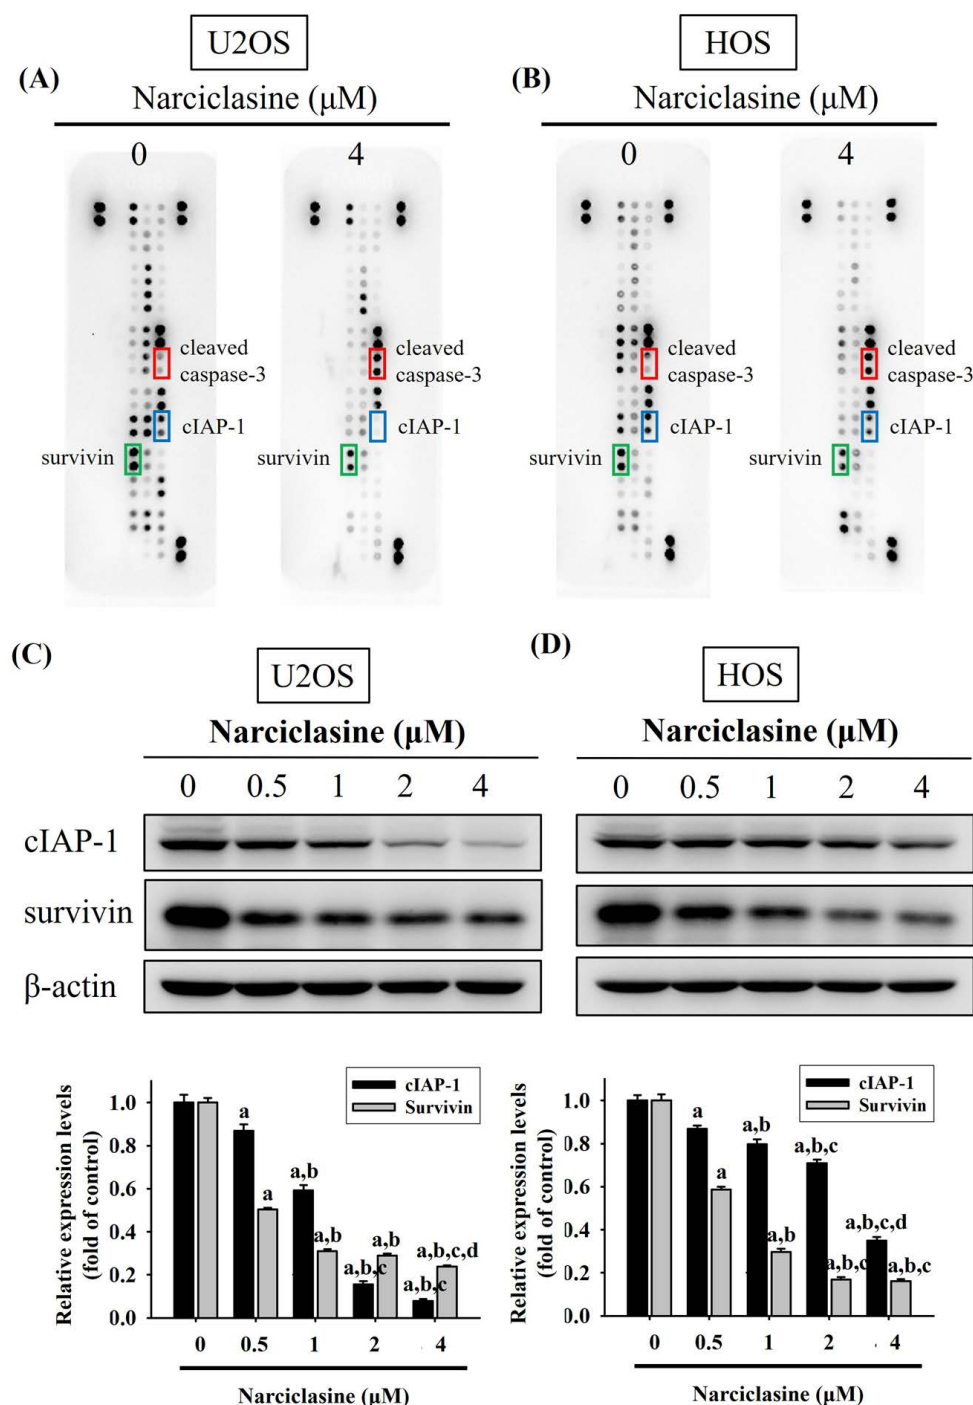 U2OS
HOS
(A)
(B)
Narciclasine (μM)
Narciclasine (μM)
0
4
0
4
cleaved
caspase-3
cleaved
caspase-3
cleaved
caspase-3
cleaved
caspase-3
cIAP-1
cIAP-1
cIAP-1
cIAP-1
survivin
survivin
survivin
survivin
(C)
(D)
U2OS
HOS
Narciclasine (μM)
Narciclasine (μM)
0 0.5 1 2 4
0 0.5 1 2 4
cIAP-1
survivin
β-actin
Relative expression levels
(fold of control)
1.0
0.8
0.6
0.4
0.2
0.0
cIAP-1
Survivin
a
a
a,b
a,b
a,b,c
a,b
a,b,c
a,b,c,d
0 0.5 1 2 4
Narciclasine (μM)
Relative expression levels
(fold of control)
1.0
0.8
0.6
0.4
0.2
0.0
cIAP-1
Survivin
a
a
a,b
a,b
a,b,c
a,b,c
a,b,c,d
a,b,c
0 0.5 1 2 4
Narciclasine (μM)